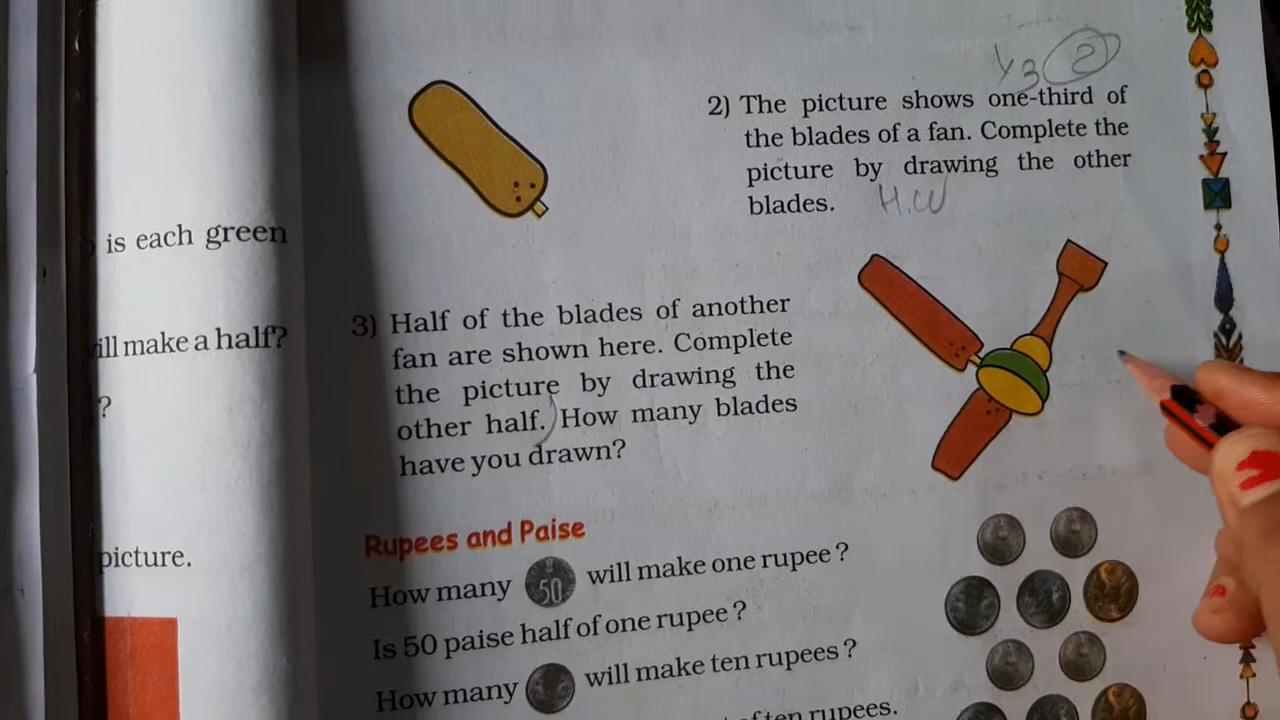 is each green
ill make a half?
?
picture.
1/3 2
2) The picture shows one-third of
the blades of a fan. Complete the
picture by drawing the other
blades. H.W
3) Half of the blades of another
fan are shown here. Complete
the picture by drawing the
other half. How many blades
have you drawn?
Rupees and Paise
How many 50 will make one rupee?
Is 50 paise half of one rupee?
How many will make ten rupees?
ten rupees.